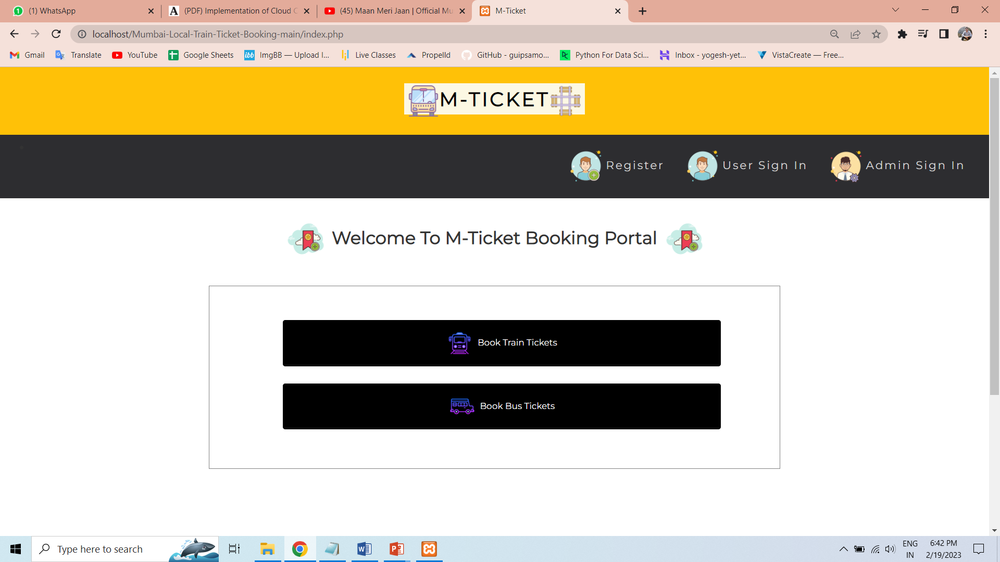 (1) WhatsApp
A (PDF) Implementation of Cloud C
(45) Maan Meri Jaan | Official Mu
M-Ticket
localhost/Mumbai-Local-Train-Ticket-Booking-main/index.php
Gmail
Translate
YouTube
Google Sheets
ibb ImgBB — Upload I...
Live Classes
Propelld
GitHub - guipsamo...
Python For Data Sci...
Inbox - yogesh-yet...
VistaCreate — Free...
M-TICKET
Register
User Sign In
Admin Sign In
Welcome To M-Ticket Booking Portal
Book Train Tickets
Book Bus Tickets
Type here to search
ENG
IN
6:42 PM
2/19/2023